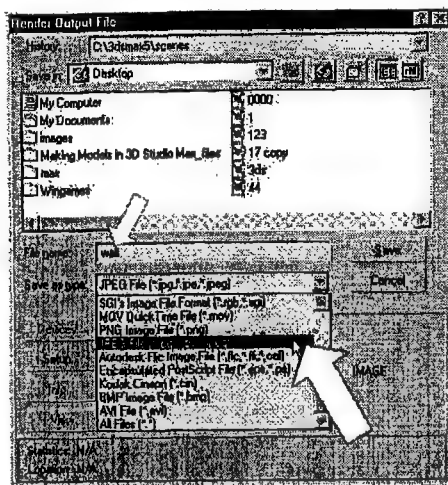 Render Output File
History: C:\3dsmax5\scenes
Save in: Desktop
My Computer
My Documents
images
Making Models in 3D Studio Max_files
max
Wingames
0000
1
123
17 copy
3ds
44
File name: wall
Save
Save as type: JPEG File (*.jpg,*.jpe,*.jpeg)
Cancel
SGI's Image File Format (*.rgb,*.sgi)
MOV QuickTime File (*.mov)
PNG Image File (*.png)
Autodesk Flic Image File (*.flc,*.fli,*.cel)
Encapsulated PostScript File (*.eps,*.ps)
Kodak Cineon (*.cin)
BMP Image File (*.bmp)
AVI File (*.avi)
All Files (*.*)
Devices
Setup
Info
View
IMAGE
Statistics: N/A
Location: N/A